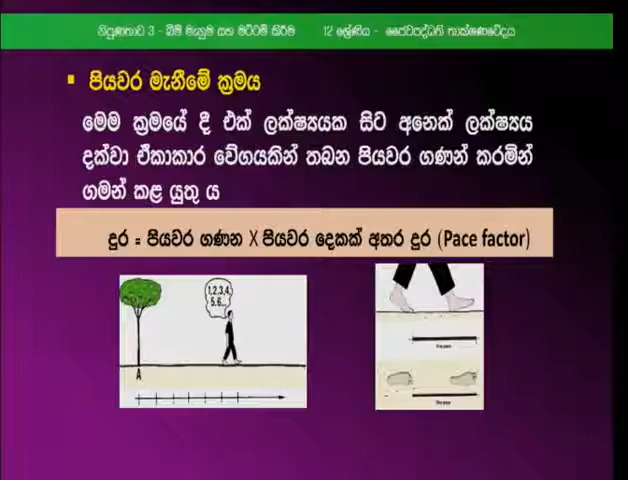 නිපුණතාව 3 - බිම් මැනුම සහ මට්ටම් කිරීම 12 ශ්‍රේණිය - ජෛවපද්ධති තාක්ෂණවේදය
පියවර මැනීමේ ක්‍රමය
මෙම ක්‍රමයේ දී එක් ලක්ෂ්‍යයක සිට අනෙක් ලක්ෂ්‍යය
දක්වා ඒකාකාර වේගයකින් තබන පියවර ගණන් කරමින්
ගමන් කළ යුතු ය
දුර = පියවර ගණන X පියවර දෙකක් අතර දුර (Pace factor)
1,2,3,4,
5,6...
A